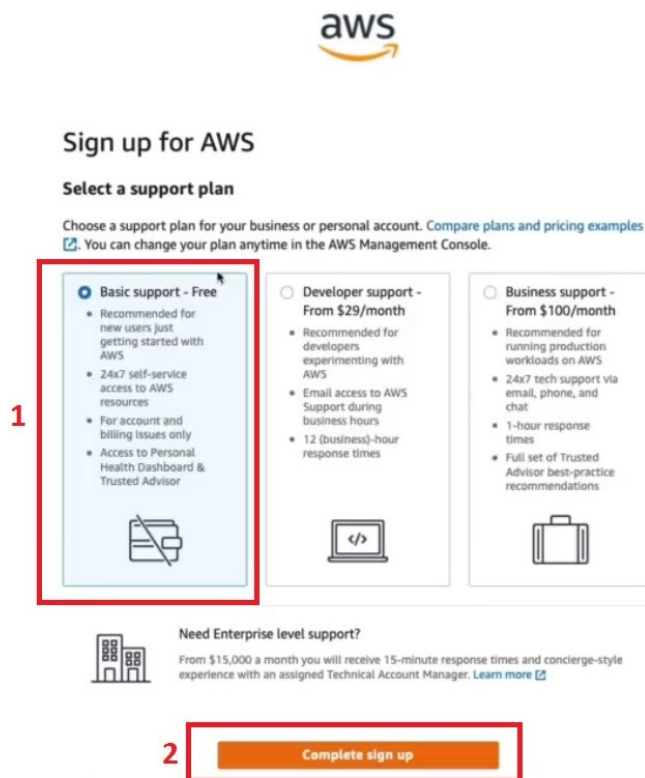 aws
Sign up for AWS
Select a support plan
Choose a support plan for your business or personal account. Compare plans and pricing examples
. You can change your plan anytime in the AWS Management Console.
1
Basic support - Free
• Recommended for
new users just
getting started with
AWS
• 24x7 self-service
access to AWS
resources
• For account and
billing issues only
• Access to Personal
Health Dashboard &
Trusted Advisor
Developer support -
From $29/month
• Recommended for
developers
experimenting with
AWS
• Email access to AWS
Support during
business hours
• 12 (business)-hour
response times
</>
Business support -
From $100/month
• Recommended for
running production
workloads on AWS
• 24x7 tech support via
email, phone, and
chat
• 1-hour response
times
• Full set of Trusted
Advisor best-practice
recommendations
Need Enterprise level support?
From $15,000 a month you will receive 15-minute response times and concierge-style
experience with an assigned Technical Account Manager. Learn more
2
Complete sign up